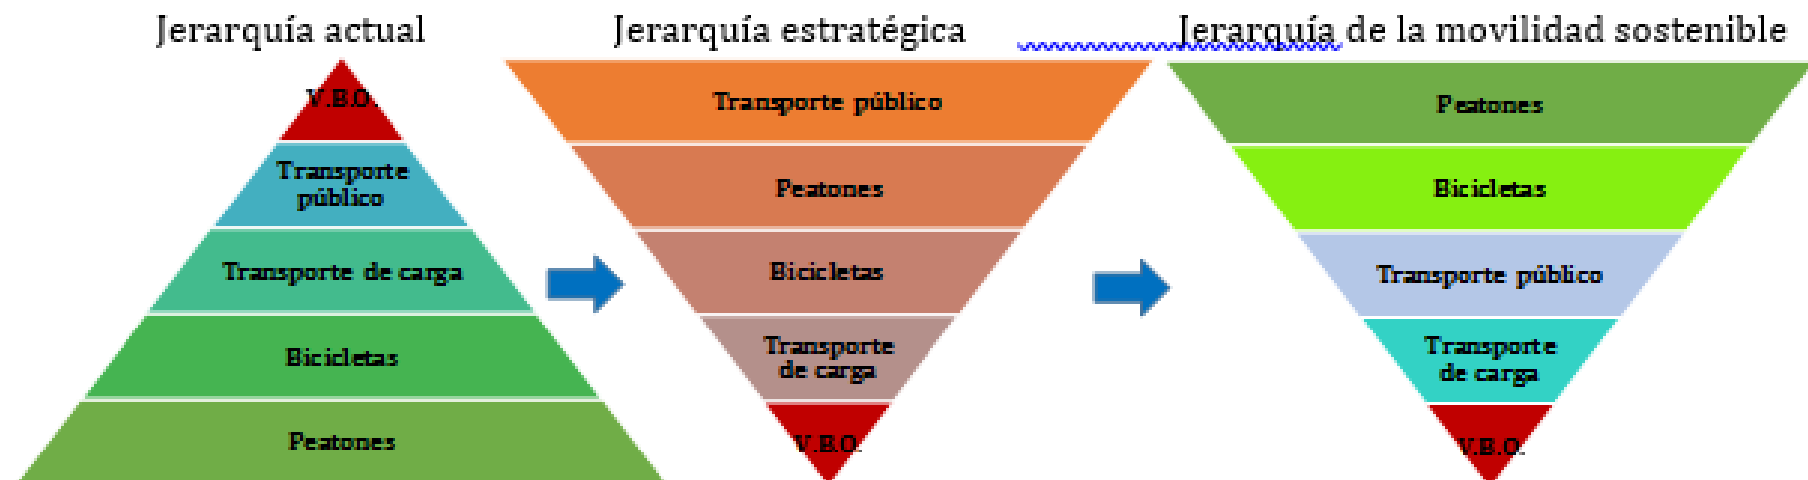 Jerarquía actual
V.B.O.
Transporte
público
Transporte de carga
Bicicletas
Peatones
Jerarquía estratégica
Transporte público
Peatones
Bicicletas
Transporte
de carga
V.B.O.
Jerarquía de la movilidad sostenible
Peatones
Bicicletas
Transporte público
Transporte
de carga
V.B.O.